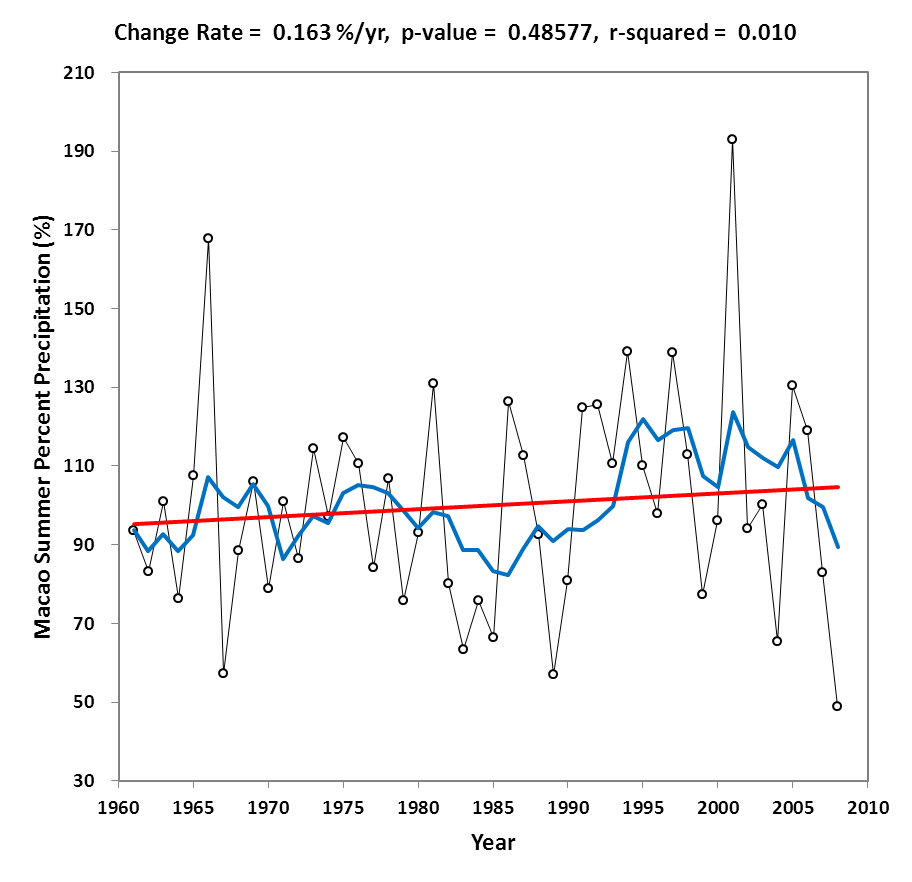 Change Rate = 0.163 %/yr, p-value = 0.48577, r-squared = 0.010
210
190
170
150
130
110
90
70
50
30
Macao Summer Percent Precipitation (%)
1960 1965 1970 1975 1980 1985 1990 1995 2000 2005 2010
Year